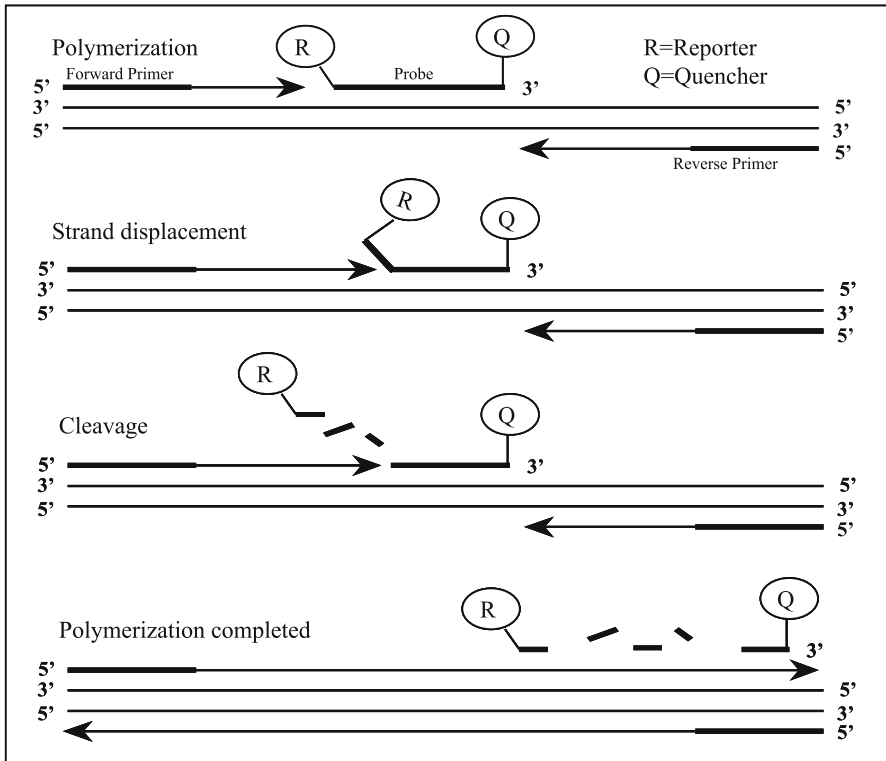 Polymerization
R
Q
R=Reporter
Q=Quencher
Forward Primer
Probe
5’ 3’
3’ 5’
5’ 3’
5’
Reverse Primer
R
Q
Strand displacement
5’ 3’
3’ 5’
5’ 3’
5’
R
Q
Cleavage
5’ 3’
3’ 5’
5’ 3’
5’
R
Q
Polymerization completed
3’
5’
3’ 5’
5’ 3’
5’